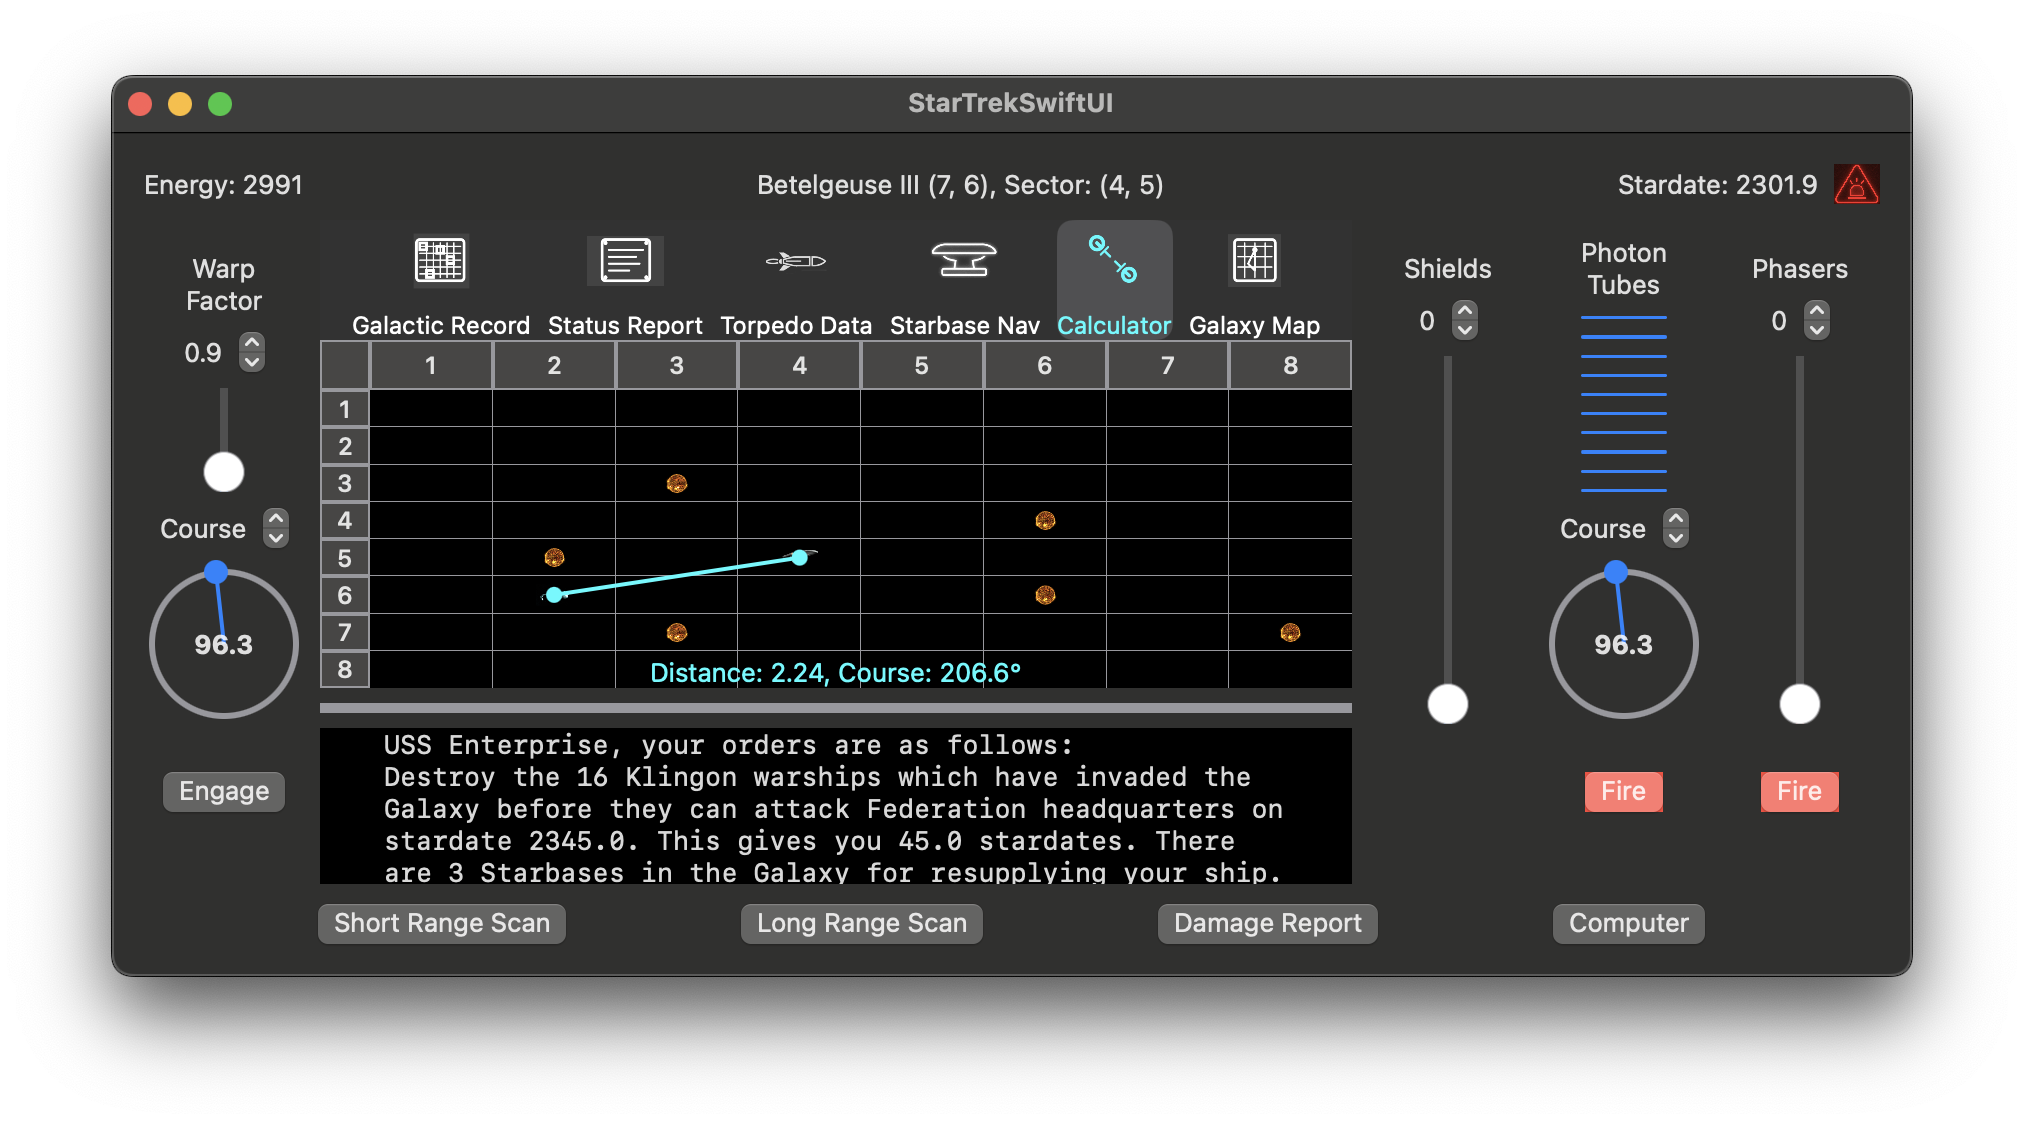 StarTrekSwiftUI
Energy: 2991
Betelgeuse III (7, 6), Sector: (4, 5)
Stardate: 2301.9
Warp
Factor
0.9
Course
96.3
Engage
Galactic Record
Status Report
Torpedo Data
Starbase Nav
Calculator
Galaxy Map
1 2 3 4 5 6 7 8
1
2
3
4
5
6
7
8
Distance: 2.24, Course: 206.6°
USS Enterprise, your orders are as follows:
Destroy the 16 Klingon warships which have invaded the
Galaxy before they can attack Federation headquarters on
stardate 2345.0. This gives you 45.0 stardates. There
are 3 Starbases in the Galaxy for resupplying your ship.
Shields
0
Photon
Tubes
Course
96.3
Fire
Phasers
0
Fire
Short Range Scan
Long Range Scan
Damage Report
Computer